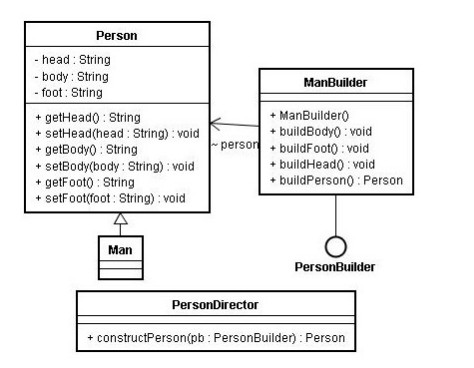 Person
- head : String
- body : String
- foot : String
+ getHead() : String
+ setHead(head : String) : void
+ getBody() : String
+ setBody(body : String) : void
+ getFoot() : String
+ setFoot(foot : String) : void
Man
~ person
ManBuilder
+ ManBuilder()
+ buildBody() : void
+ buildFoot() : void
+ buildHead() : void
+ buildPerson() : Person
PersonBuilder
PersonDirector
+ constructPerson(pb : PersonBuilder) : Person